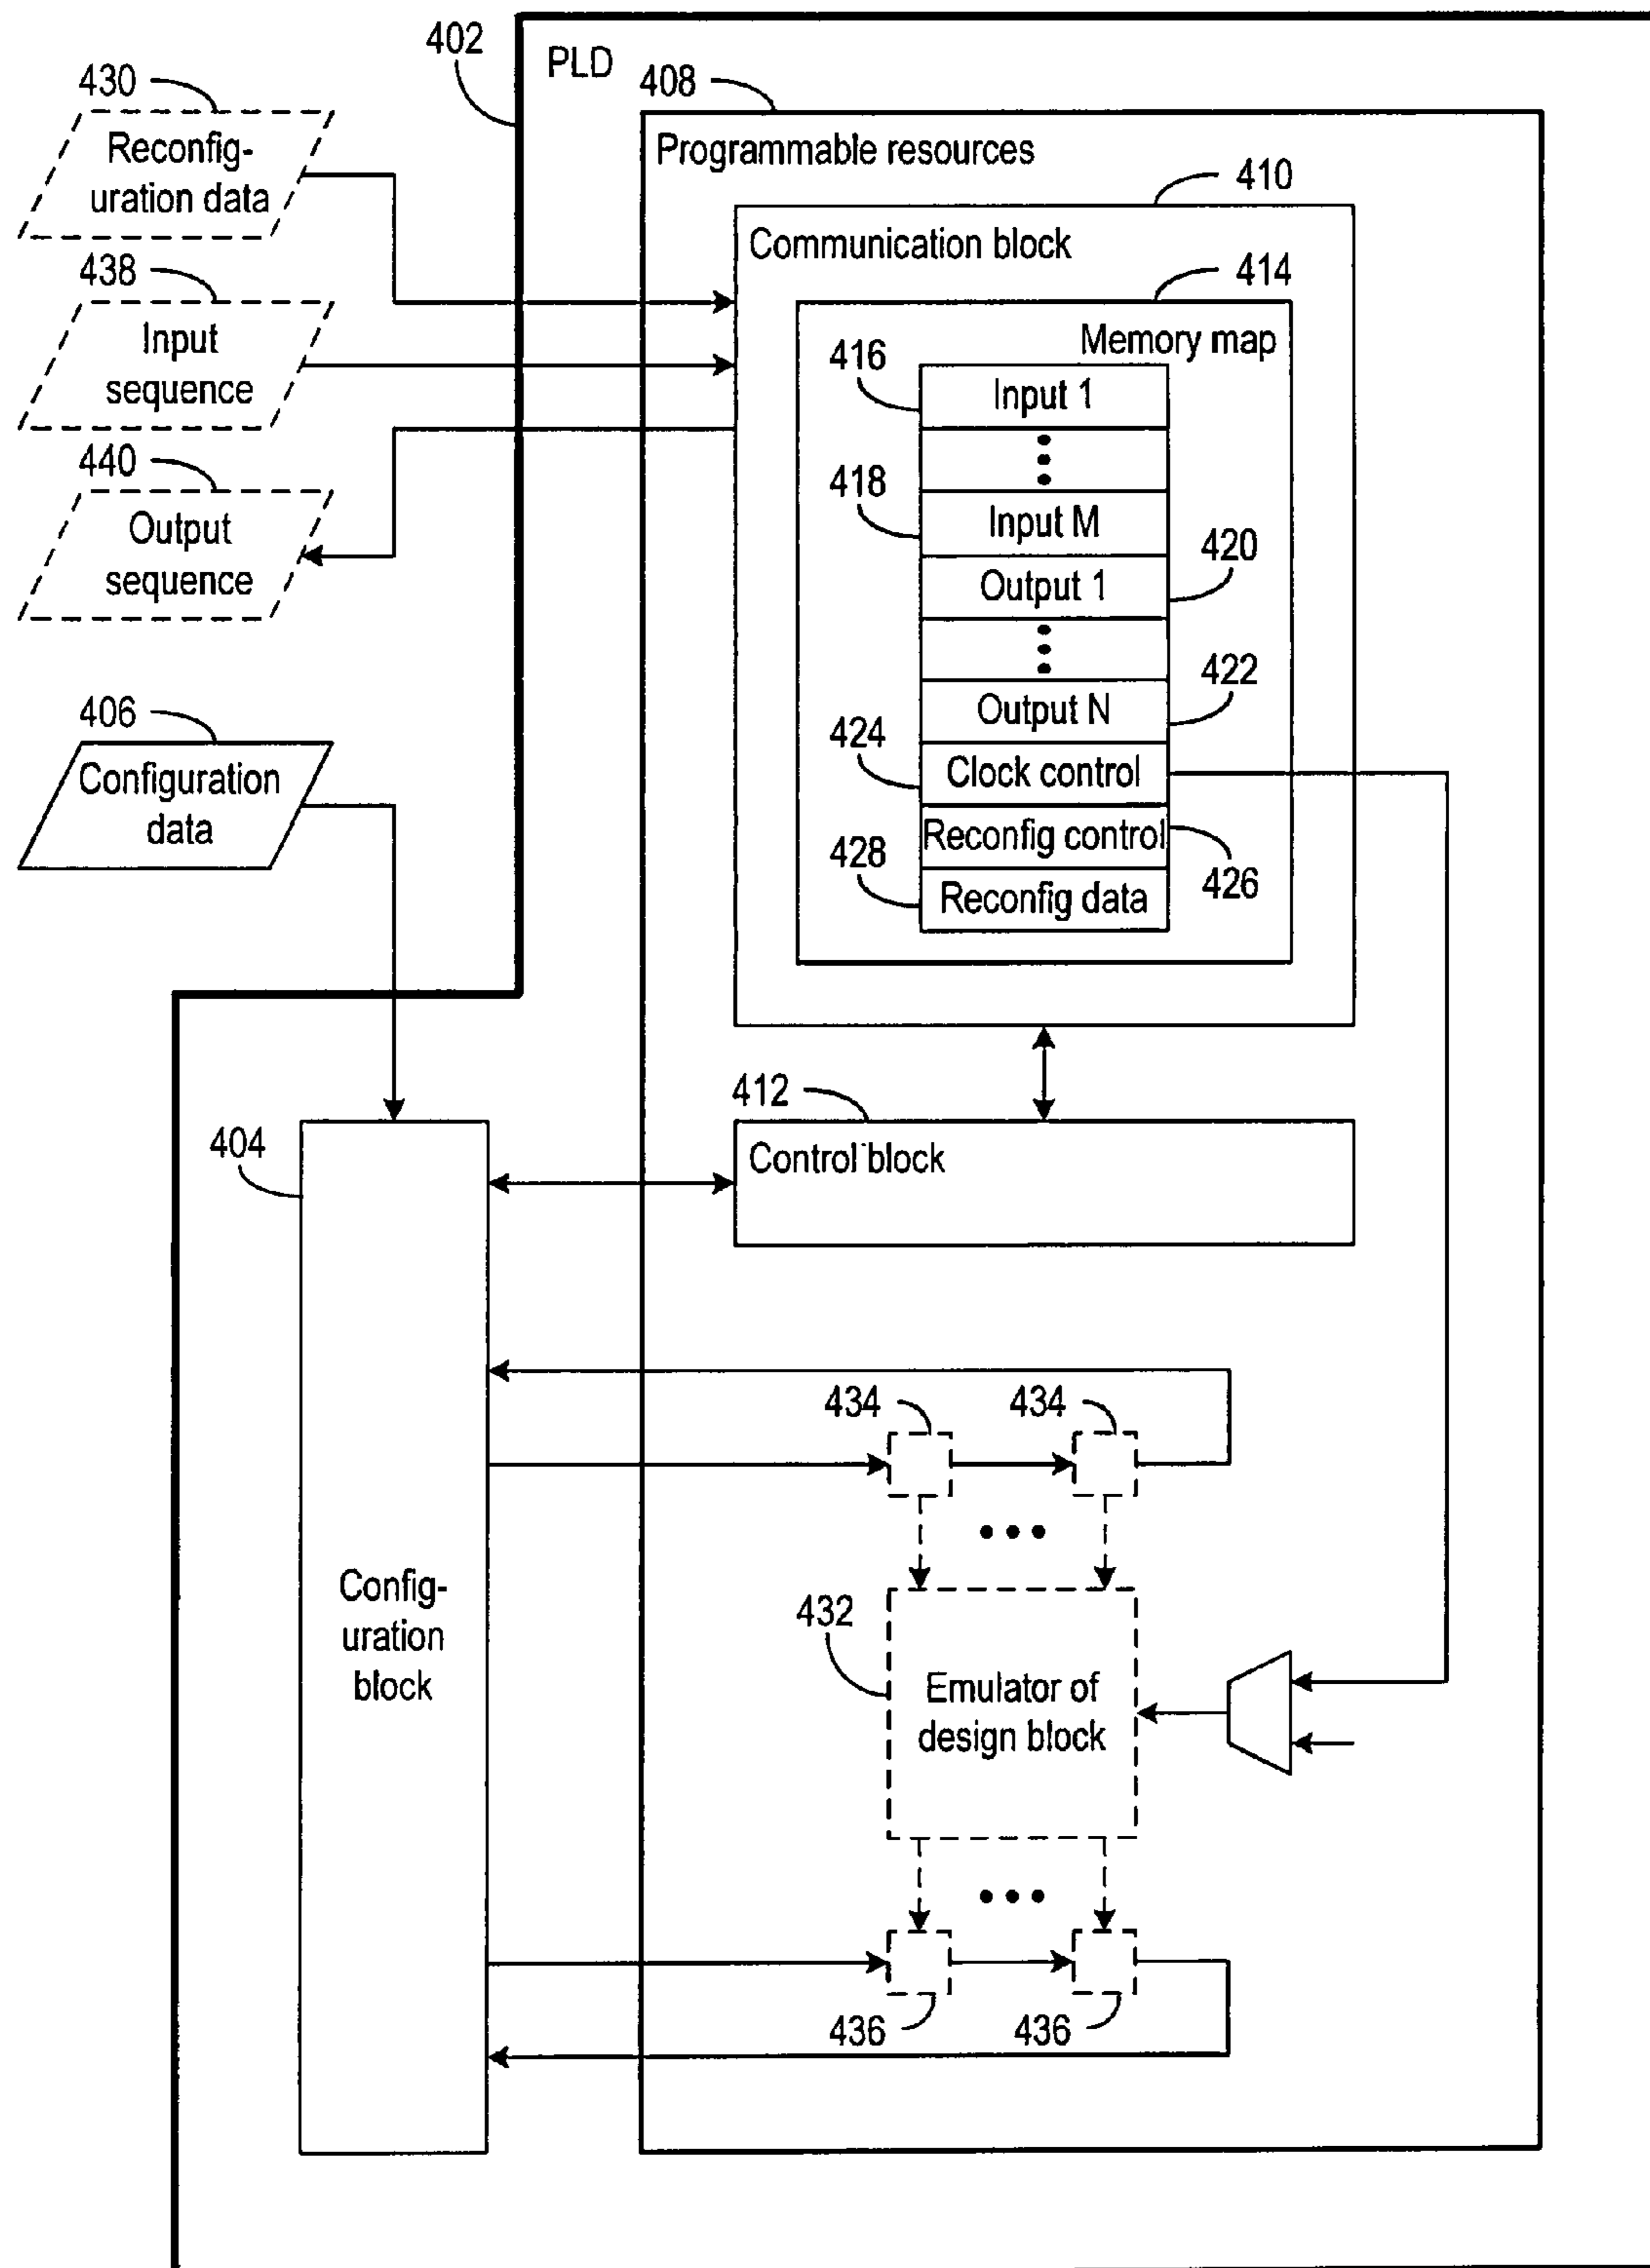 402
PLD
430
408
Reconfig-
uration data
Programmable resources
410
Communication block
438
414
Input
sequence
Memory map
416
Input 1
440
418
Input M
Output
sequence
420
Output 1
422
Output N
406
424
Clock control
Configuration
data
Reconfig control
428
426
Reconfig data
412
404
Control block
434
434
Config-
uration
block
432
Emulator of
design block
436
436